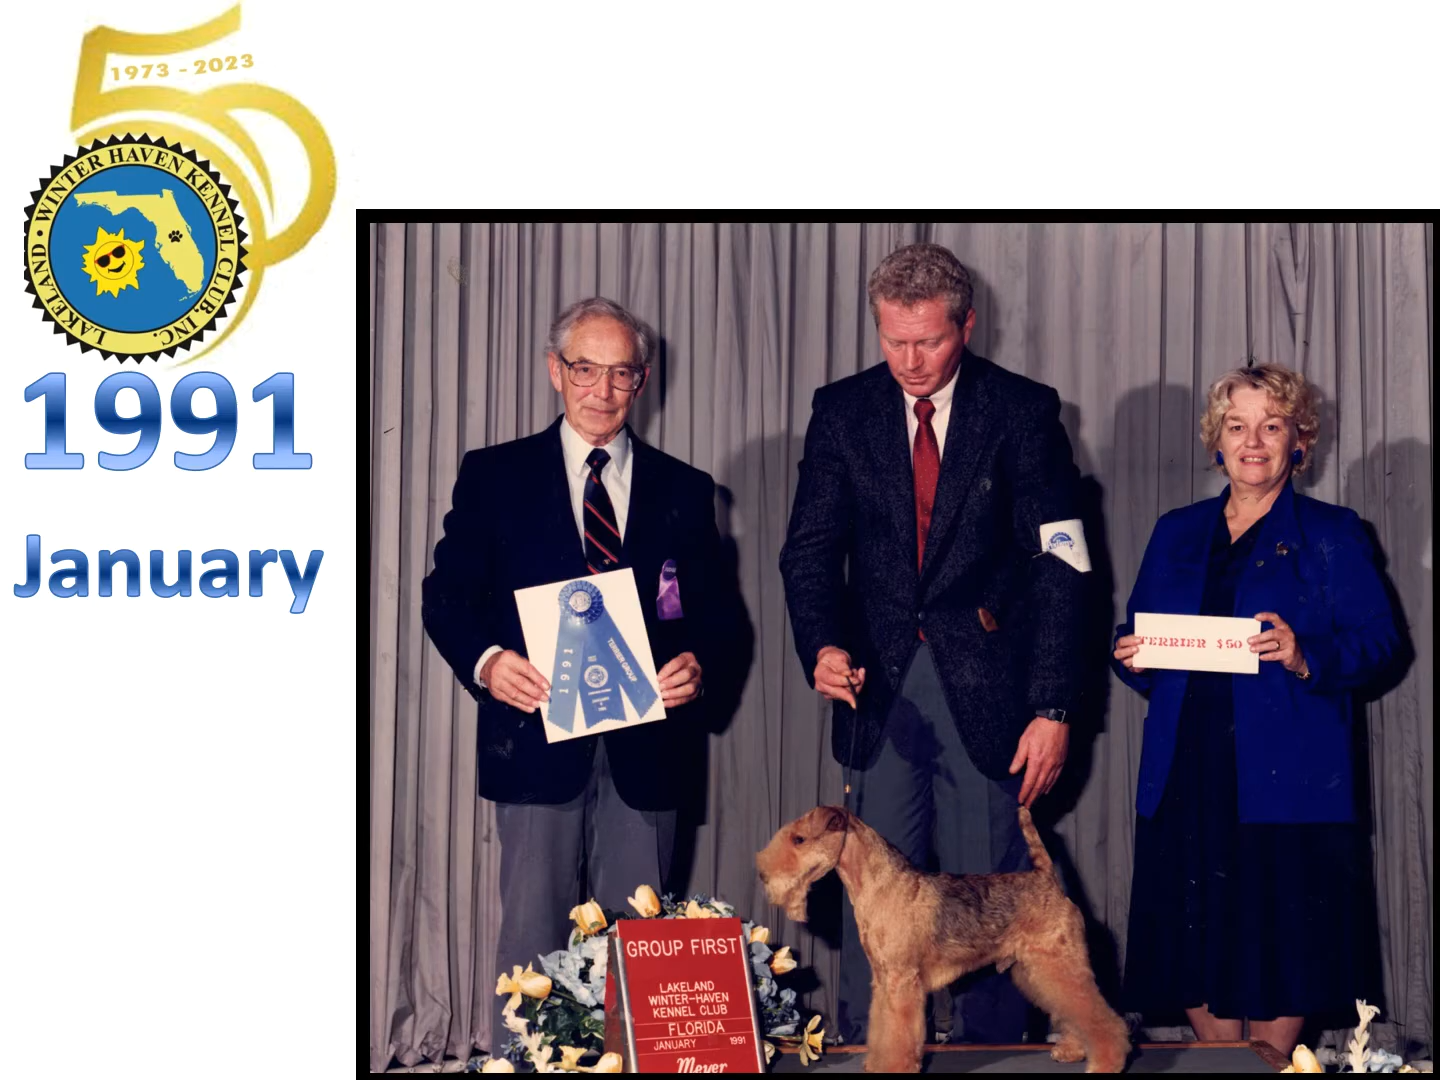 1973 - 2023
LAKELAND • WINTER HAVEN KENNEL CLUB, INC.
1991
January
1991
TERRIER GROUP
TERRIER $50
GROUP FIRST
LAKELAND
WINTER-HAVEN
KENNEL CLUB
FLORIDA
JANUARY 1991
Meyer